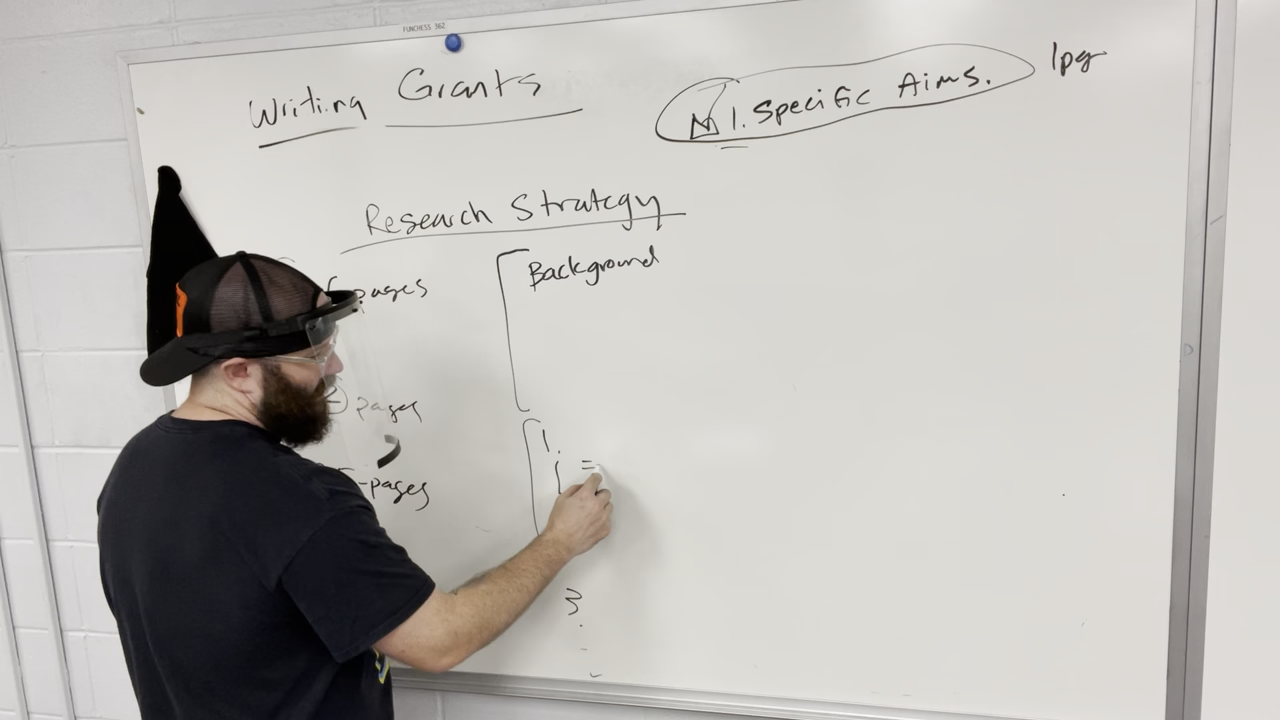 FUNCHESS 362
Writing Grants
1. Specific Aims. 1pg
Research Strategy
pages
Background
pages
1.
pages
3